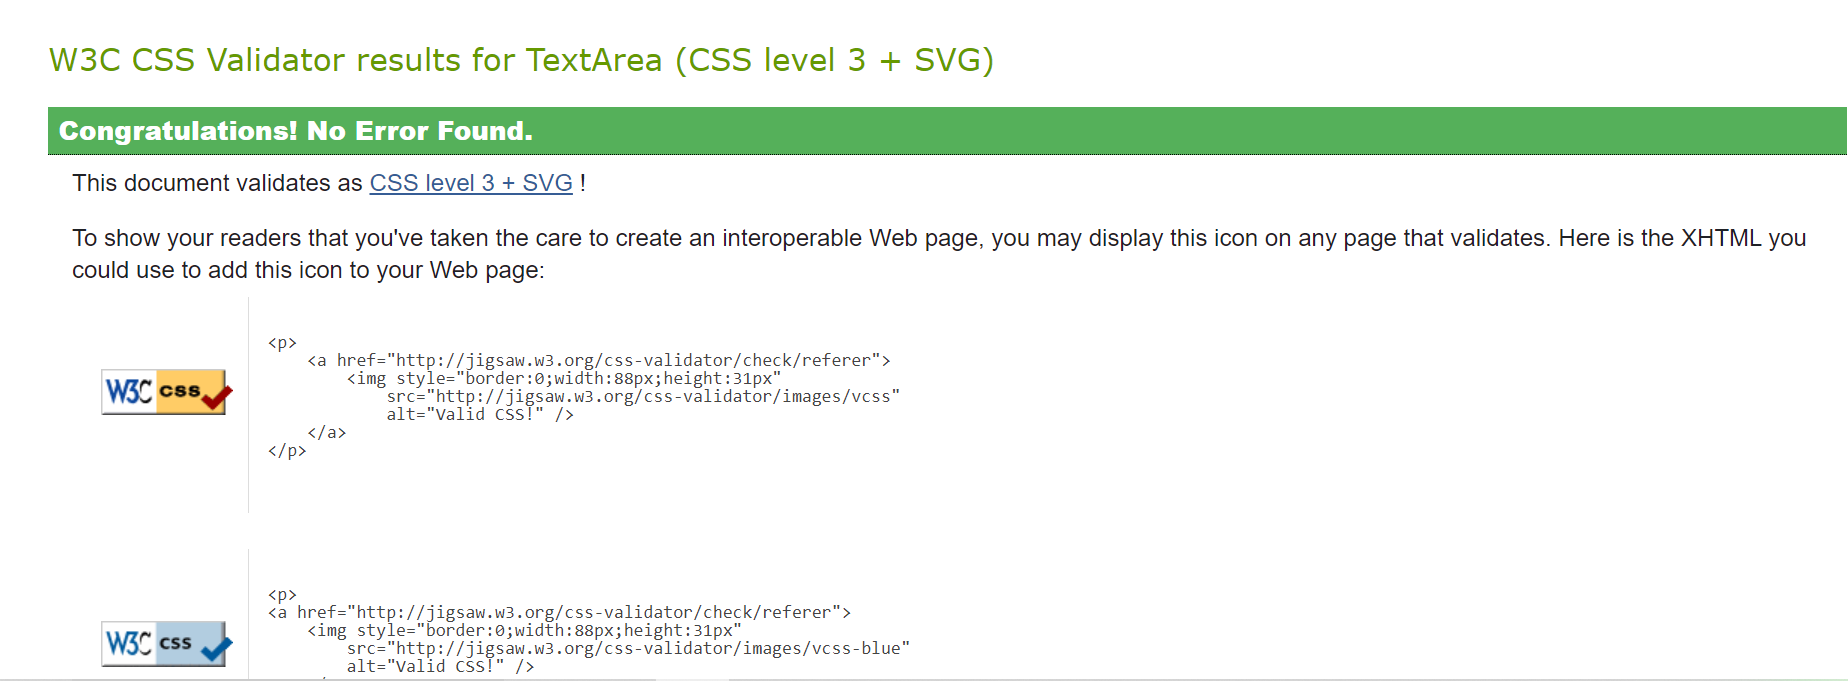 W3C CSS Validator results for TextArea (CSS level 3 + SVG)
Congratulations! No Error Found.
This document validates as CSS level 3 + SVG !
To show your readers that you've taken the care to create an interoperable Web page, you may display this icon on any page that validates. Here is the XHTML you
could use to add this icon to your Web page:
W3C css
<p>
<a href="http://jigsaw.w3.org/css-validator/check/referer">
<img style="border:0;width:88px;height:31px"
src="http://jigsaw.w3.org/css-validator/images/vcss"
alt="Valid CSS!" />
</a>
</p>
W3C css
<p>
<a href="http://jigsaw.w3.org/css-validator/check/referer">
<img style="border:0;width:88px;height:31px"
src="http://jigsaw.w3.org/css-validator/images/vcss-blue"
alt="Valid CSS!" />